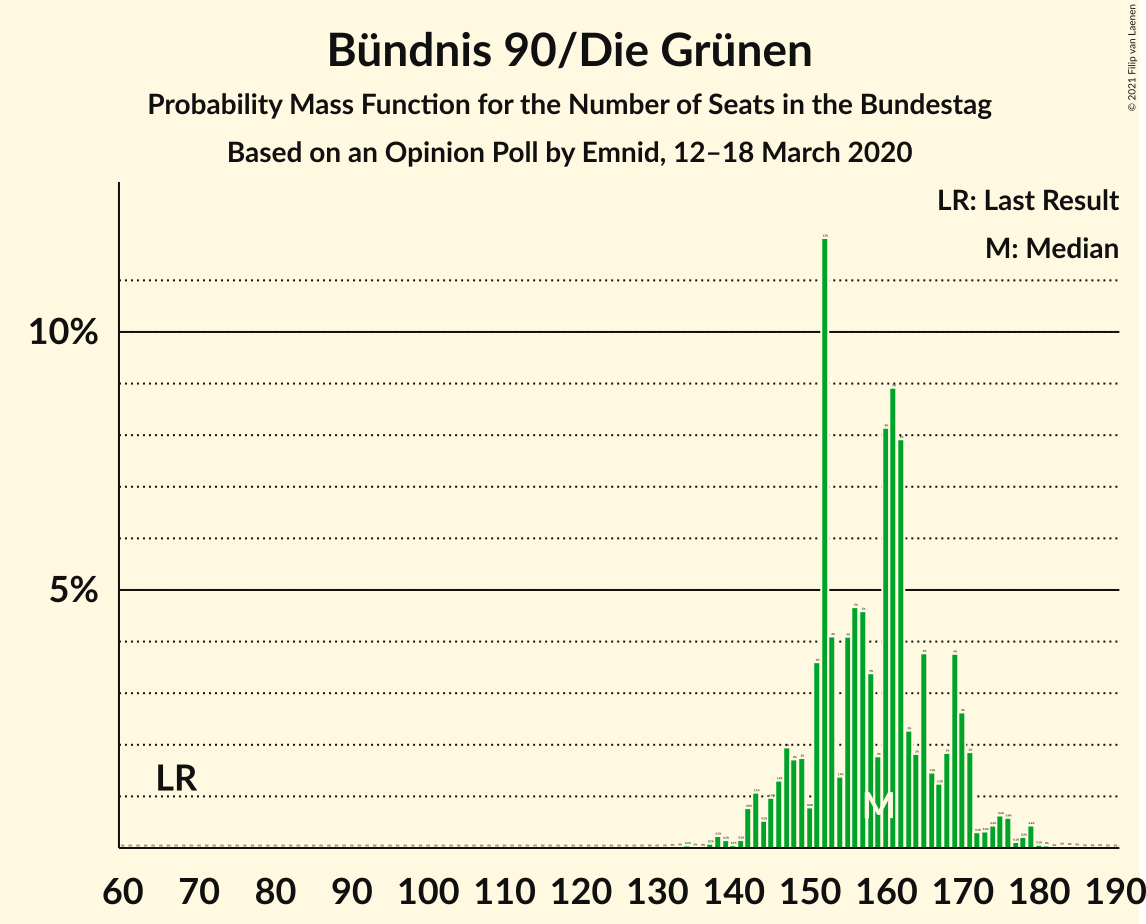 Bündnis 90/Die Grünen
Probability Mass Function for the Number of Seats in the Bundestag
Based on an Opinion Poll by Emnid, 12–18 March 2020
© 2021 Filip van Laenen
LR: Last Result
M: Median
10%
5%
LR
M
60 70 80 90 100 110 120 130 140 150 160 170 180 190